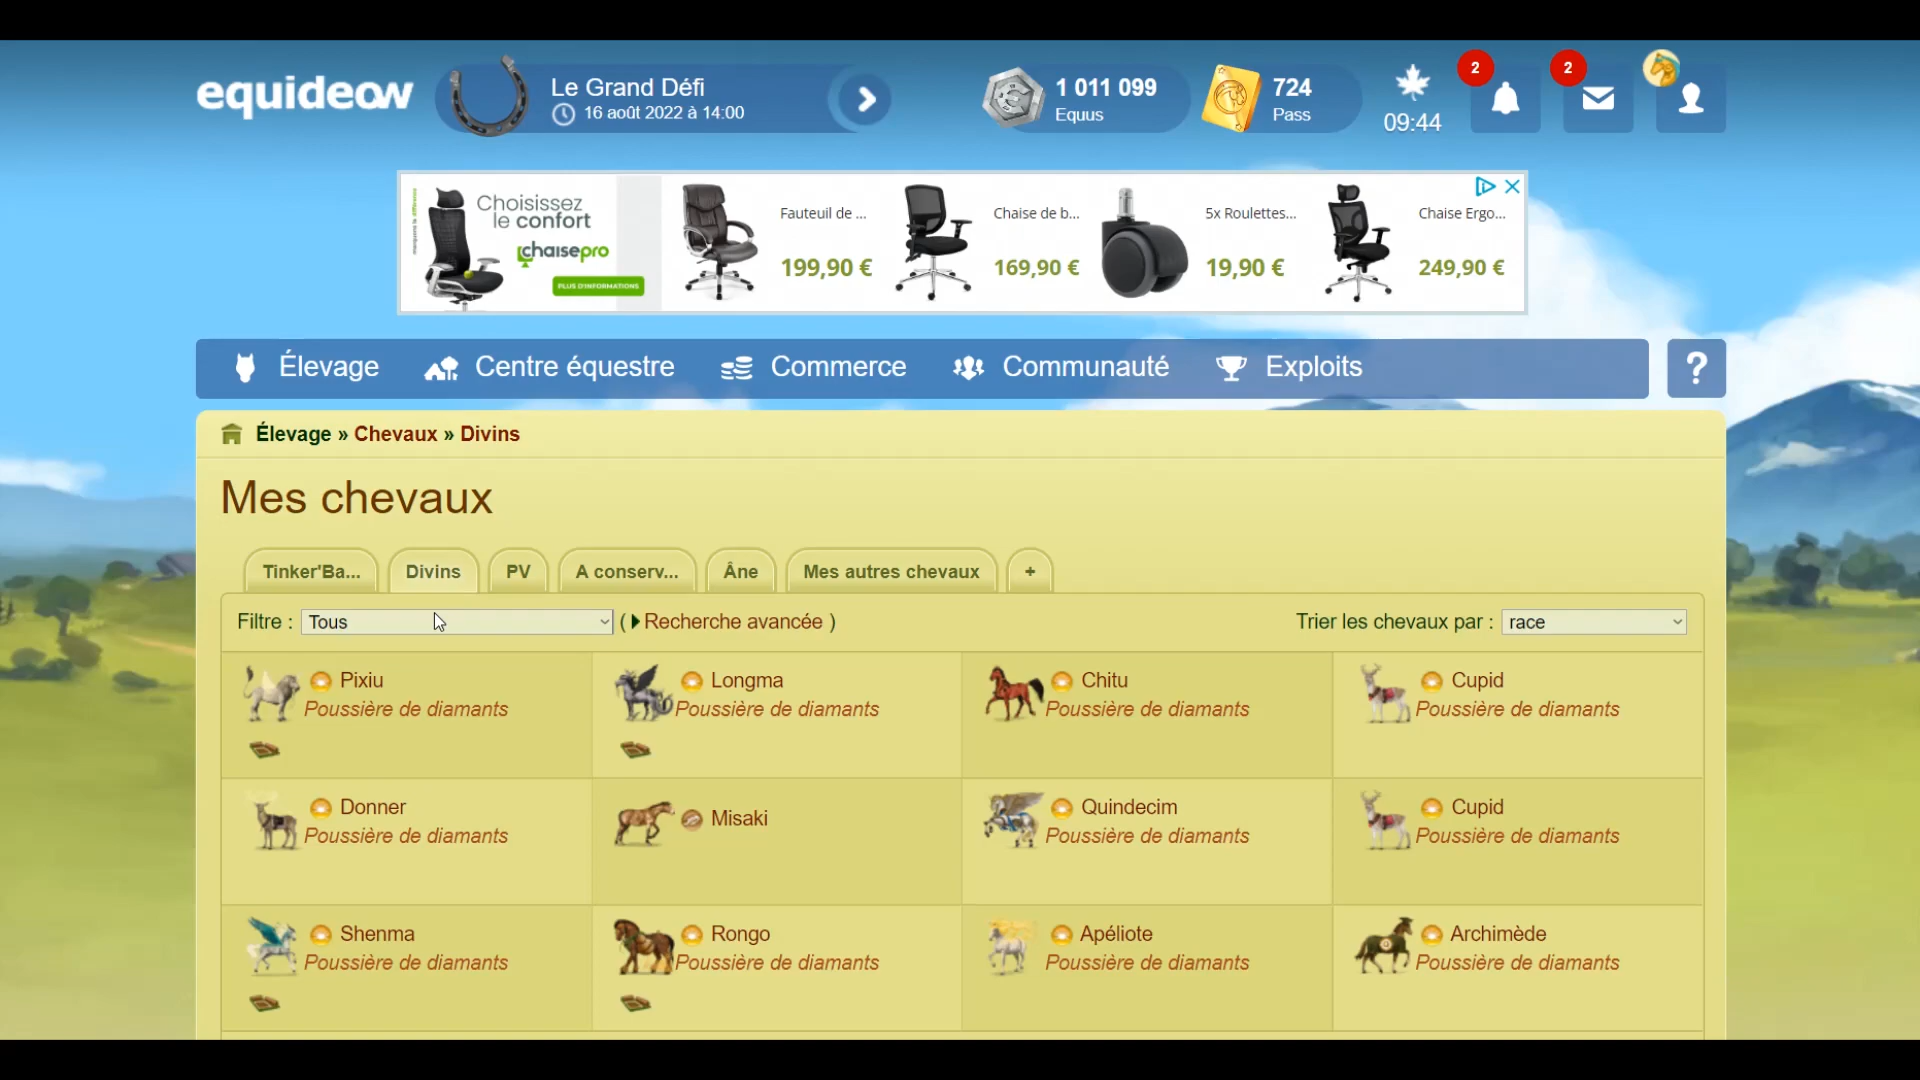 equideow
Le Grand Défi
16 août 2022 à 14:00
1 011 099
Equus
724
Pass
09:44
2
2
Choisissez
le confort
chaisepro
PLUS D'INFORMATIONS
Fauteuil de ...
199,90 €
Chaise de b...
169,90 €
5x Roulettes...
19,90 €
Chaise Ergo...
249,90 €
Élevage
Centre équestre
Commerce
Communauté
Exploits
?
Élevage » Chevaux » Divins
Mes chevaux
Tinker'Ba...
Divins
PV
A conserv...
Âne
Mes autres chevaux
+
Filtre : Tous ( Recherche avancée )
Trier les chevaux par : race
Pixiu
Poussière de diamants
Longma
Poussière de diamants
Chitu
Poussière de diamants
Cupid
Poussière de diamants
Donner
Poussière de diamants
Misaki
Quindecim
Poussière de diamants
Cupid
Poussière de diamants
Shenma
Poussière de diamants
Rongo
Poussière de diamants
Apéliote
Poussière de diamants
Archimède
Poussière de diamants